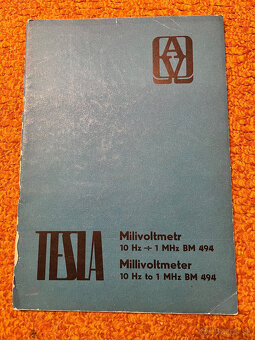 TESLA
Milivoltmetr
10 Hz ÷ 1 MHz BM 494
Millivoltmeter
10 Hz to 1 MHz BM 494